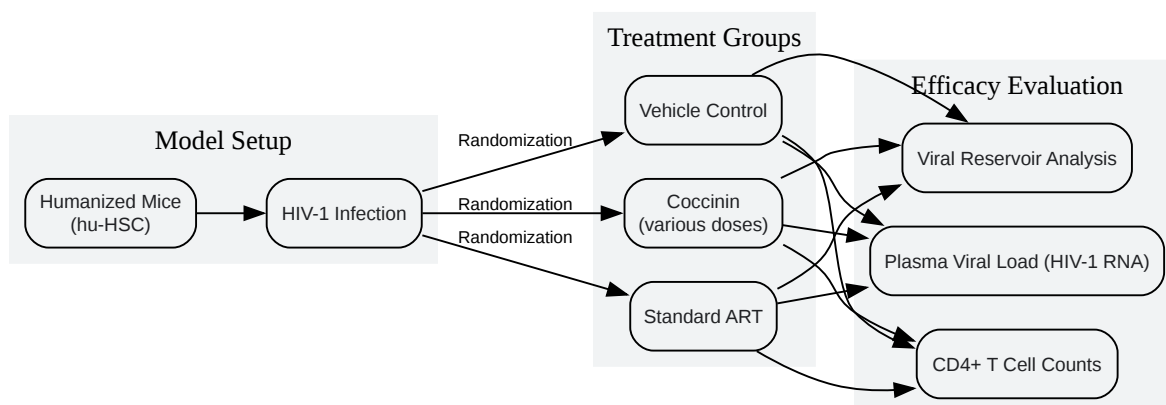 Model Setup
Humanized Mice
(hu-HSC)
HIV-1 Infection
Randomization
Randomization
Randomization
Treatment Groups
Vehicle Control
Coccinin
(various doses)
Standard ART
Efficacy Evaluation
Viral Reservoir Analysis
Plasma Viral Load (HIV-1 RNA)
CD4+ T Cell Counts